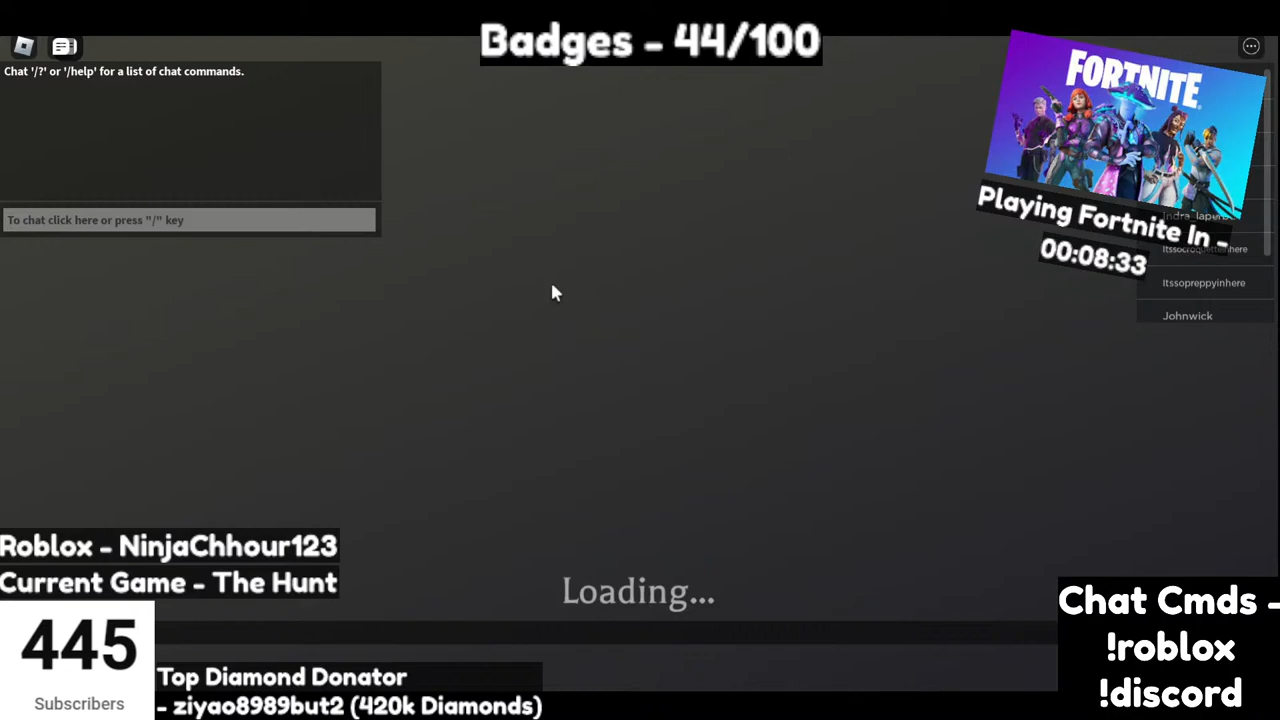 Badges - 44/100
Chat '/?' or '/help' for a list of chat commands.
To chat click here or press "/" key
FORTNITE
Playing Fortnite In -
00:08:33
Itssopreppyinhere
Johnwick
Roblox - NinjaChhour123
Current Game - The Hunt
Loading...
445
Subscribers
Top Diamond Donator
- ziyao8989but2 (420k Diamonds)
Chat Cmds -
!roblox
!discord